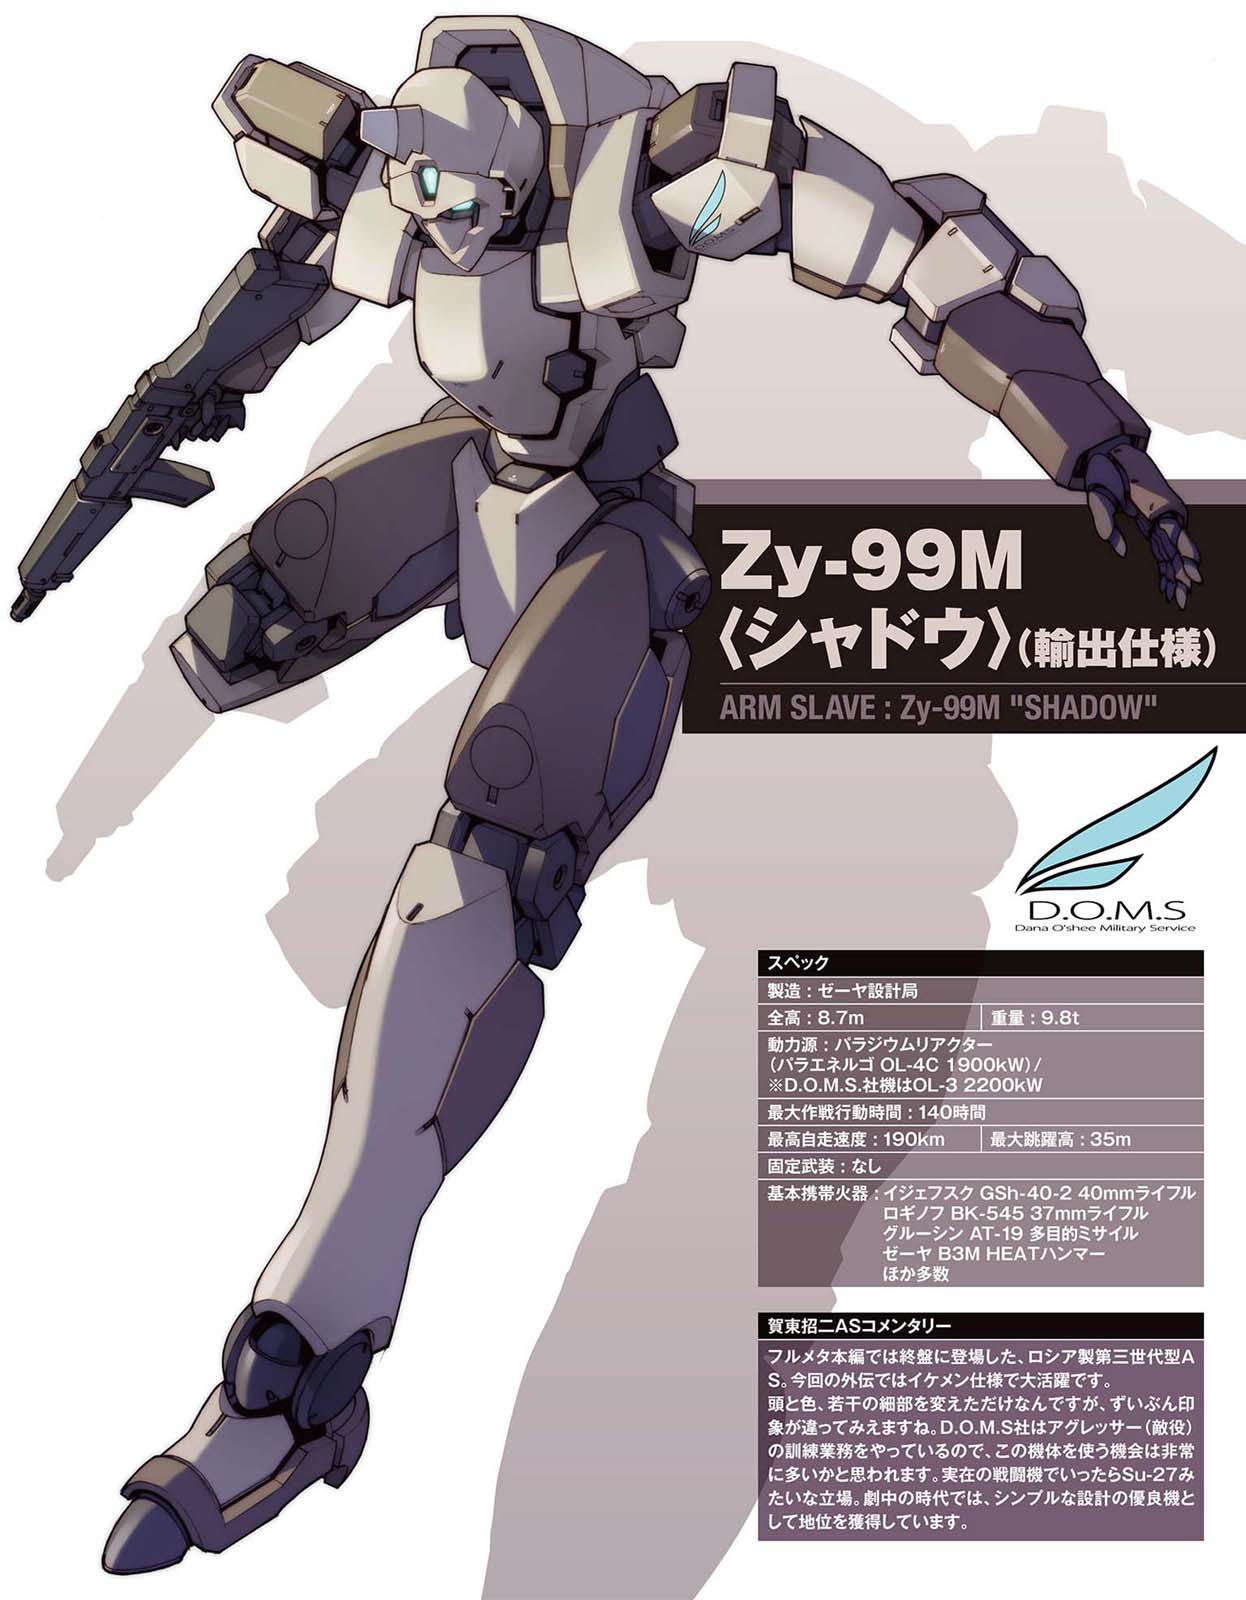 D.O.M.S
Zy-99M
〈シャドウ〉(輸出仕様)
ARM SLAVE : Zy-99M "SHADOW"
D.O.M.S
Dana O'shee Military Service
スペック
製造：ゼーヤ設計局
全高：8.7m
重量：9.8t
動力源：パラジウムリアクター
（パラエネルゴ OL-4C 1900kW）/
※D.O.M.S.社機はOL-3 2200kW
最大作戦行動時間：140時間
最高自走速度：190km
最大跳躍高：35m
固定武装：なし
基本携帯火器：イジェフスク GSh-40-2 40mmライフル
ロギノフ BK-545 37mmライフル
グルーシン AT-19 多目的ミサイル
ゼーヤ B3M HEATハンマー
ほか多数
賀東招二ASコメンタリー
フルメタ本編では終盤に登場した、ロシア製第三世代型A
S。今回の外伝ではイケメン仕様で大活躍です。
頭と色、若干の細部を変えただけなんですが、ずいぶん印
象が違ってみえますね。D.O.M.S社はアグレッサー（敵役）
の訓練業務をやっているので、この機体を使う機会は非常
に多いかと思われます。実在の戦闘機でいったらSu-27み
たいな立場。劇中の時代では、シンプルな設計の優良機と
して地位を獲得しています。